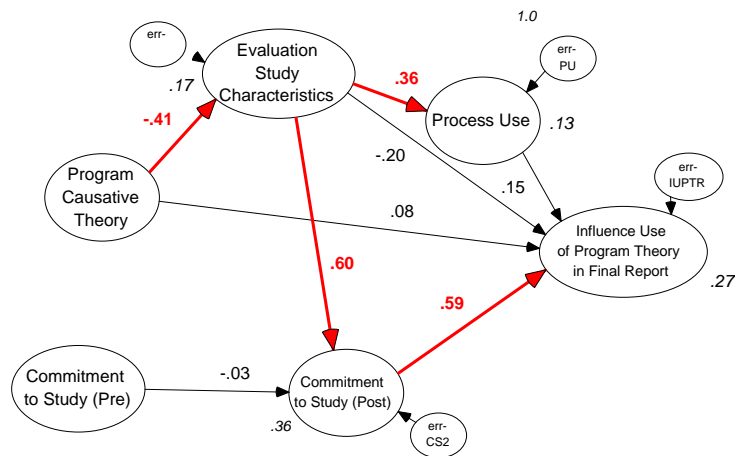 1.0
err-
Evaluation
Study
Characteristics
.17
.36
err-
PU
Process Use
.13
-.41
-.20
Program
Causative
Theory
.15
err-
IUPTR
.08
Influence Use
of Program Theory
in Final Report
.27
.60
.59
Commitment
to Study (Pre)
-.03
Commitment
to Study (Post)
.36
err-
CS2